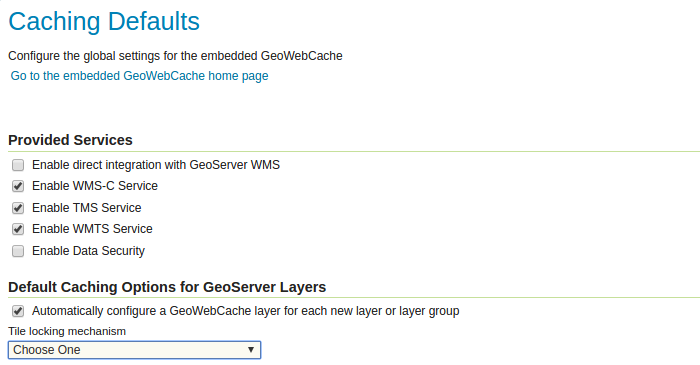 Caching Defaults
Configure the global settings for the embedded GeoWebCache
Go to the embedded GeoWebCache home page
Provided Services
Enable direct integration with GeoServer WMS
Enable WMS-C Service
Enable TMS Service
Enable WMTS Service
Enable Data Security
Default Caching Options for GeoServer Layers
Automatically configure a GeoWebCache layer for each new layer or layer group
Tile locking mechanism
Choose One